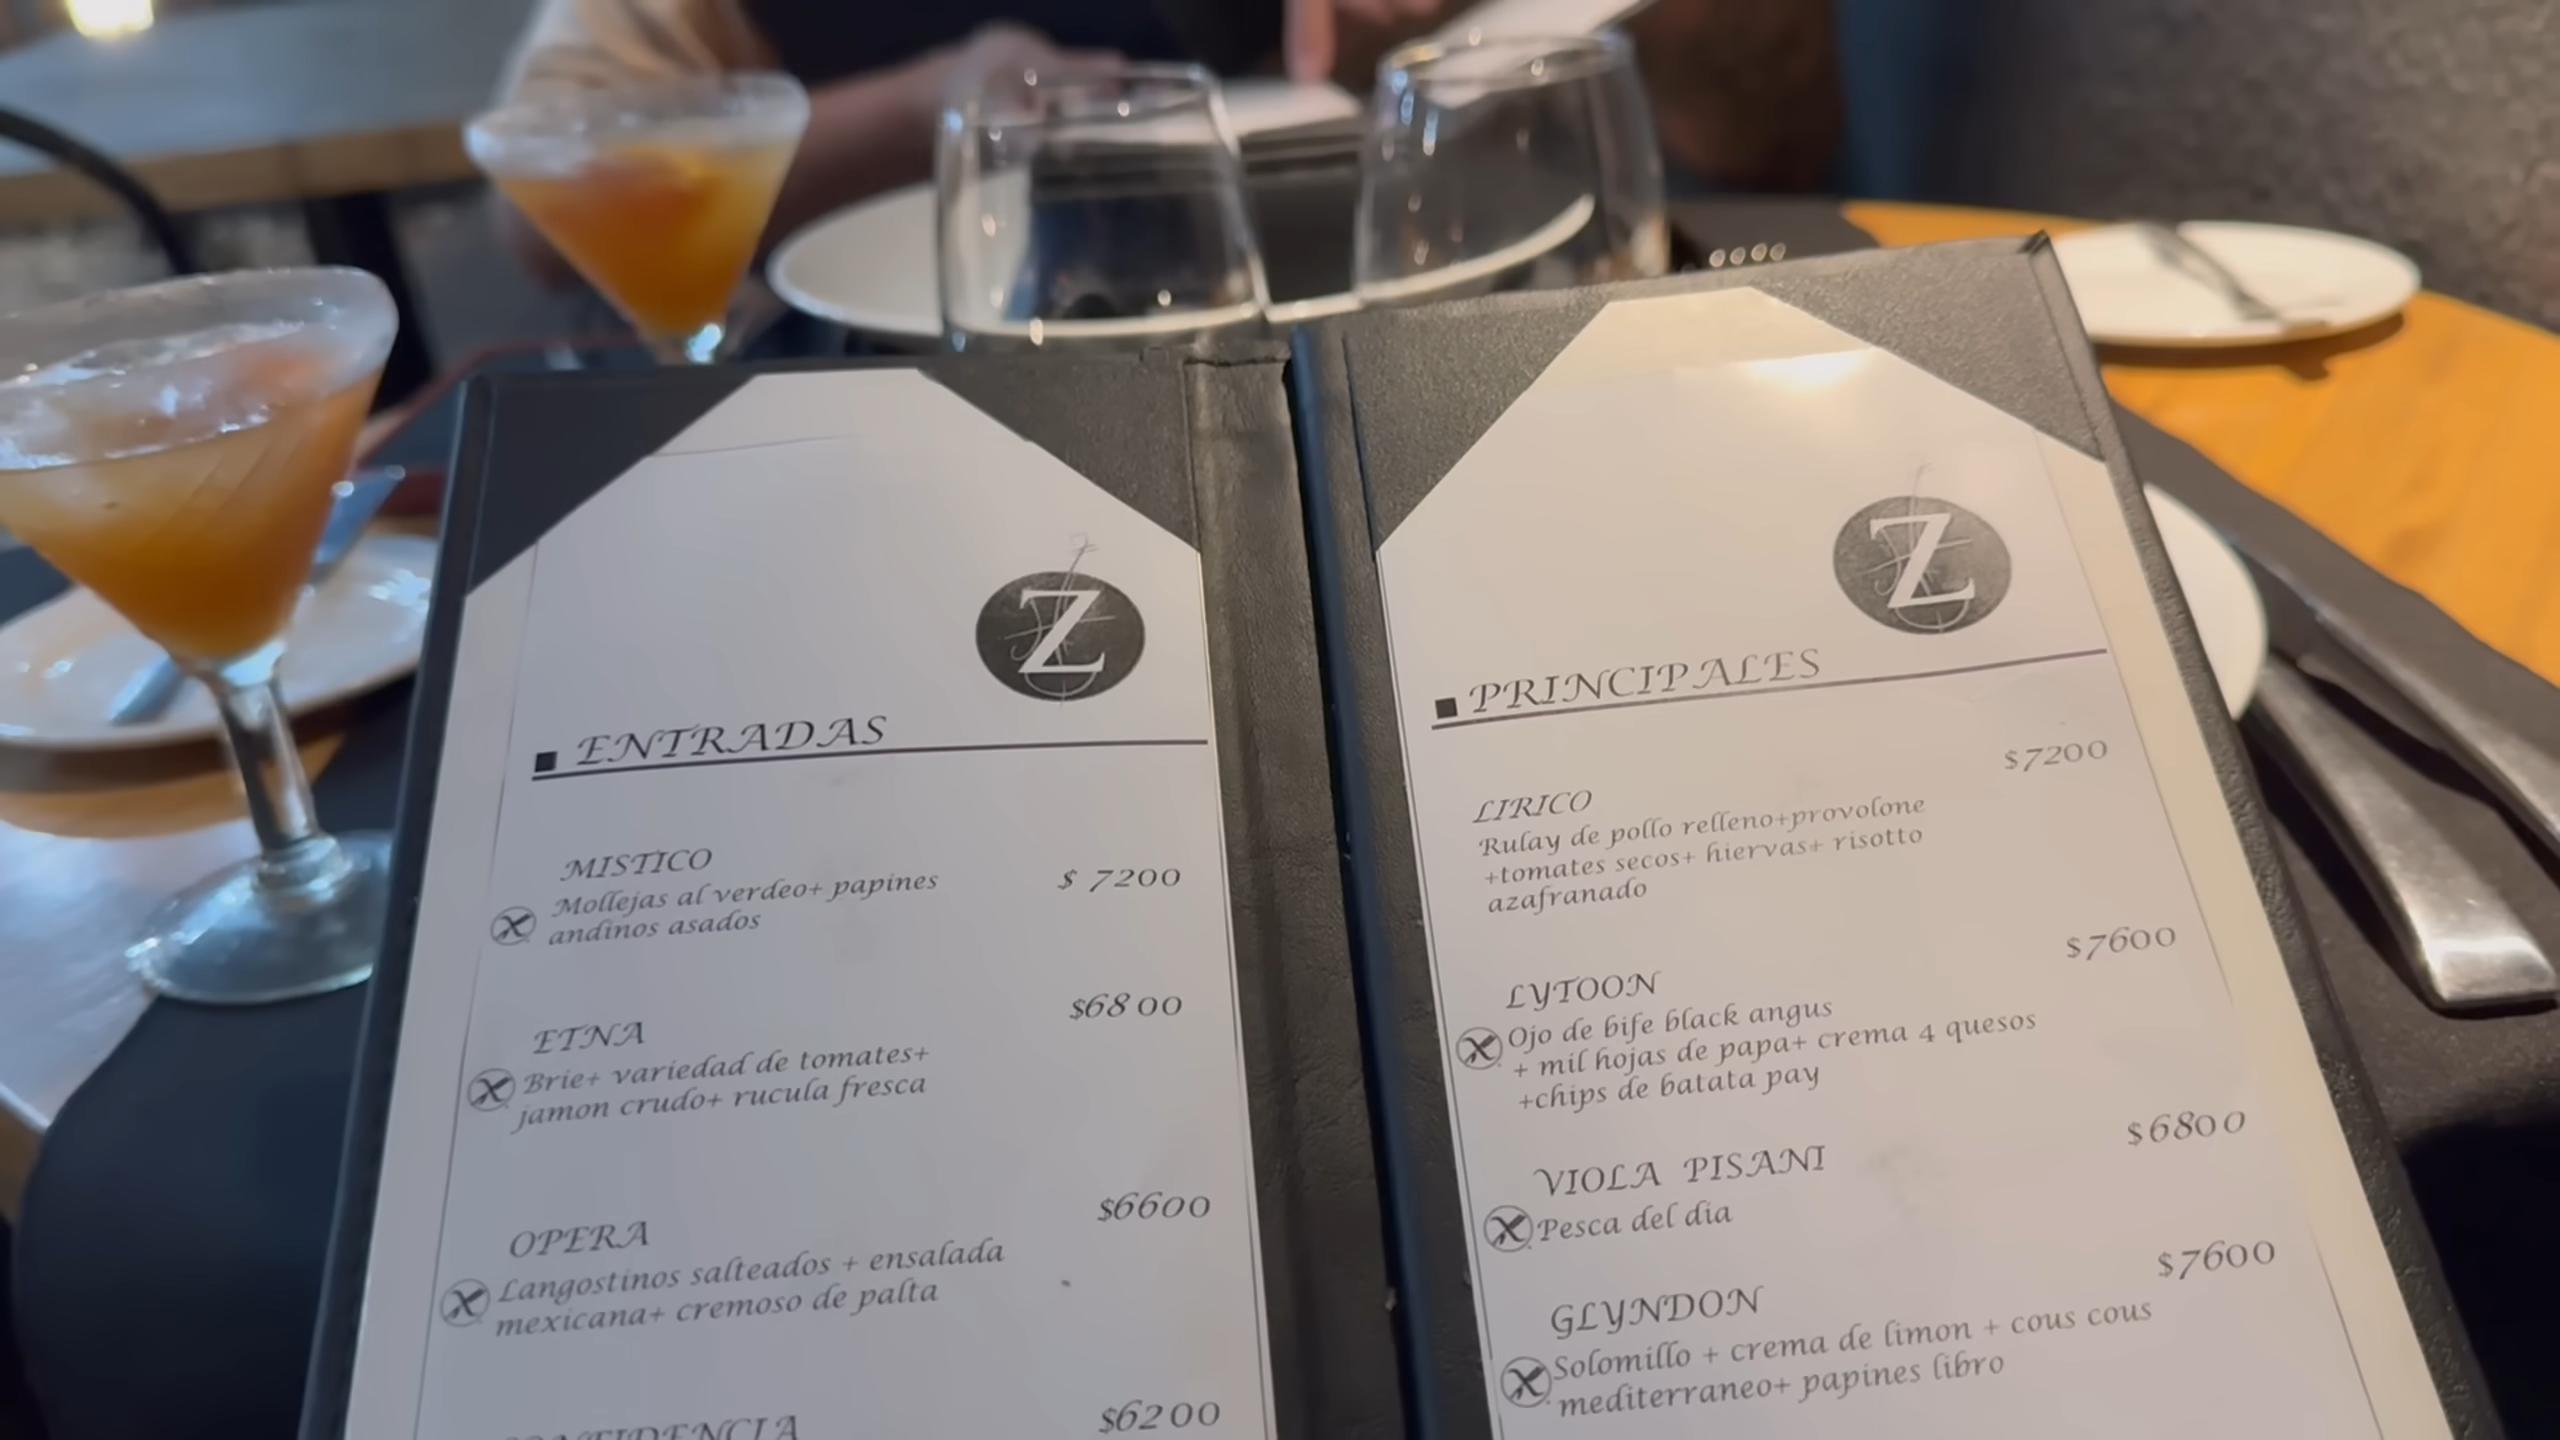 Z
ENTRADAS
MISTICO
Mollejas al verdeo+ papines
andinos asados
$ 7200
ETNA
$6800
Brie+ variedad de tomates+
jamon crudo+ rucula fresca
OPERA
$6600
Langostinos salteados + ensalada
mexicana+ cremoso de palta
$6200
Z
PRINCIPALES
$7200
LIRICO
Rulay de pollo relleno+provolone
+tomates secos+ hiervas+ risotto
azafranado
$7600
LYTOON
Ojo de bife black angus
+ mil hojas de papa+ crema 4 quesos
+chips de batata pay
$6800
VIOLA PISANI
Pesca del dia
$7600
GLYNDON
Solomillo + crema de limon + cous cous
mediterraneo+ papines libro